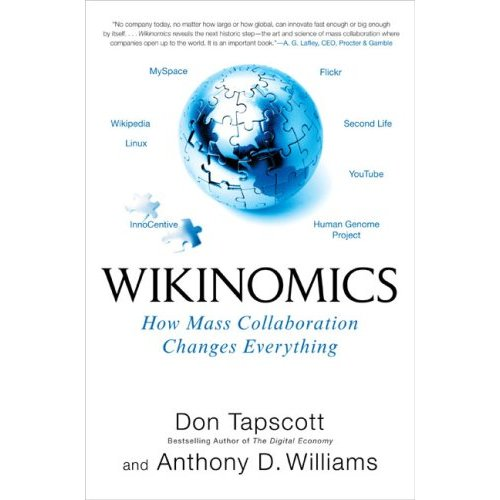 "No company today, no matter how large or how global, can innovate fast enough or big enough
by itself. . . . Wikinomics reveals the next historic step—the art and science of mass collaboration where
companies open up to the world. It is an important book."—A. G. Lafley, CEO, Procter & Gamble
MySpace
Flickr
Wikipedia
Second Life
Linux
YouTube
InnoCentive
Human Genome
Project
WIKINOMICS
How Mass Collaboration
Changes Everything
Don Tapscott
Bestselling Author of The Digital Economy
and Anthony D. Williams